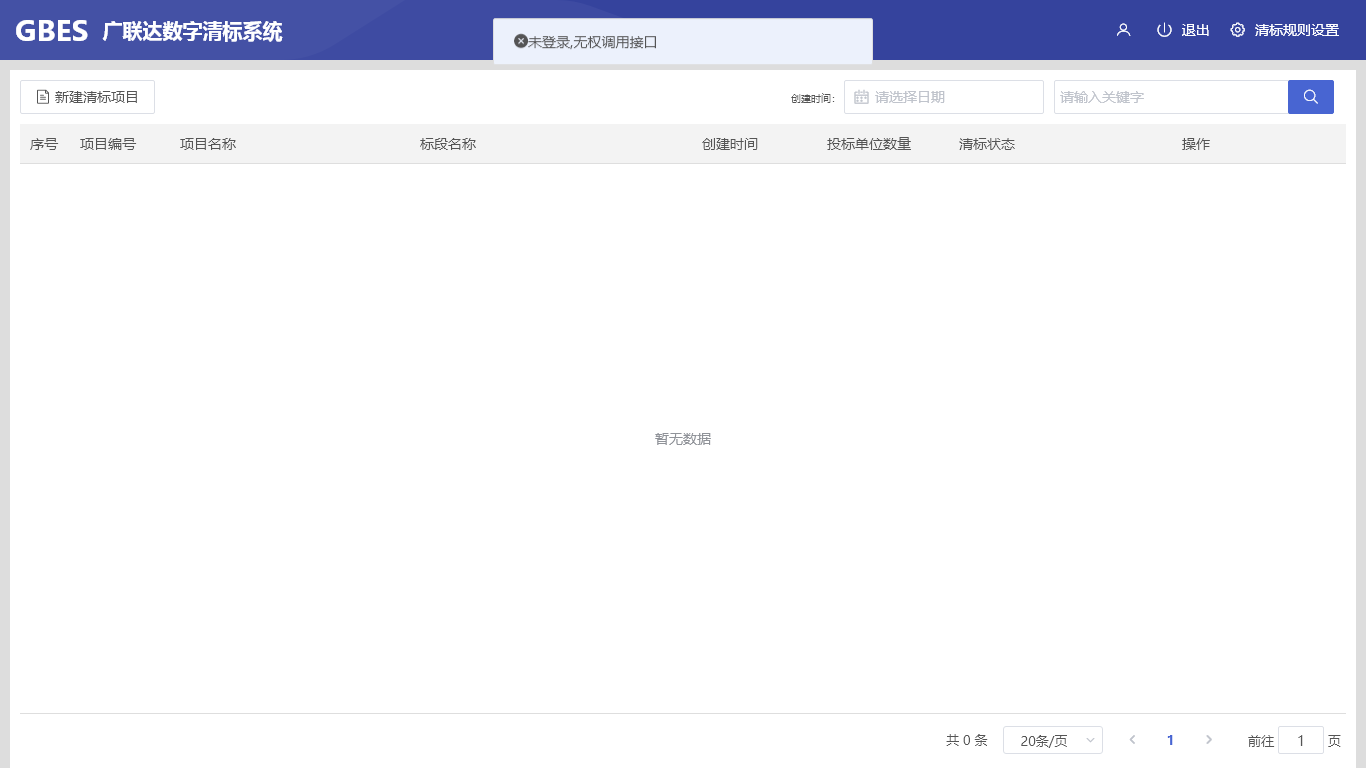 GBES 广联达数字清标系统
未登录,无权调用接口
退出
清标规则设置
新建清标项目
创建时间:
请选择日期
请输入关键字
序号 项目编号 项目名称 标段名称 创建时间 投标单位数量 清标状态 操作
暂无数据
共 0 条 20条/页 1 前往 1 页